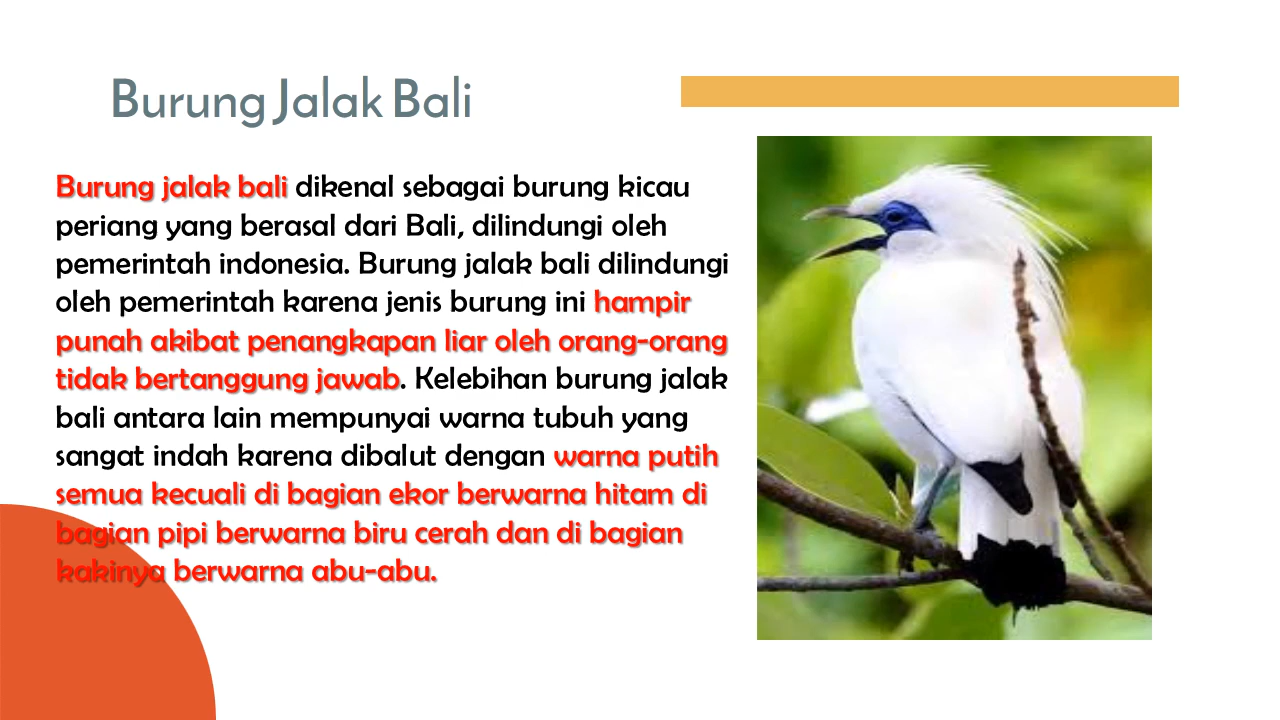 Burung Jalak Bali
Burung jalak bali dikenal sebagai burung kicau
periang yang berasal dari Bali, dilindungi oleh
pemerintah indonesia. Burung jalak bali dilindungi
oleh pemerintah karena jenis burung ini hampir
punah akibat penangkapan liar oleh orang-orang
tidak bertanggung jawab. Kelebihan burung jalak
bali antara lain mempunyai warna tubuh yang
sangat indah karena dibalut dengan warna putih
semua kecuali di bagian ekor berwarna hitam di
bagian pipi berwarna biru cerah dan di bagian
kakinya berwarna abu-abu.